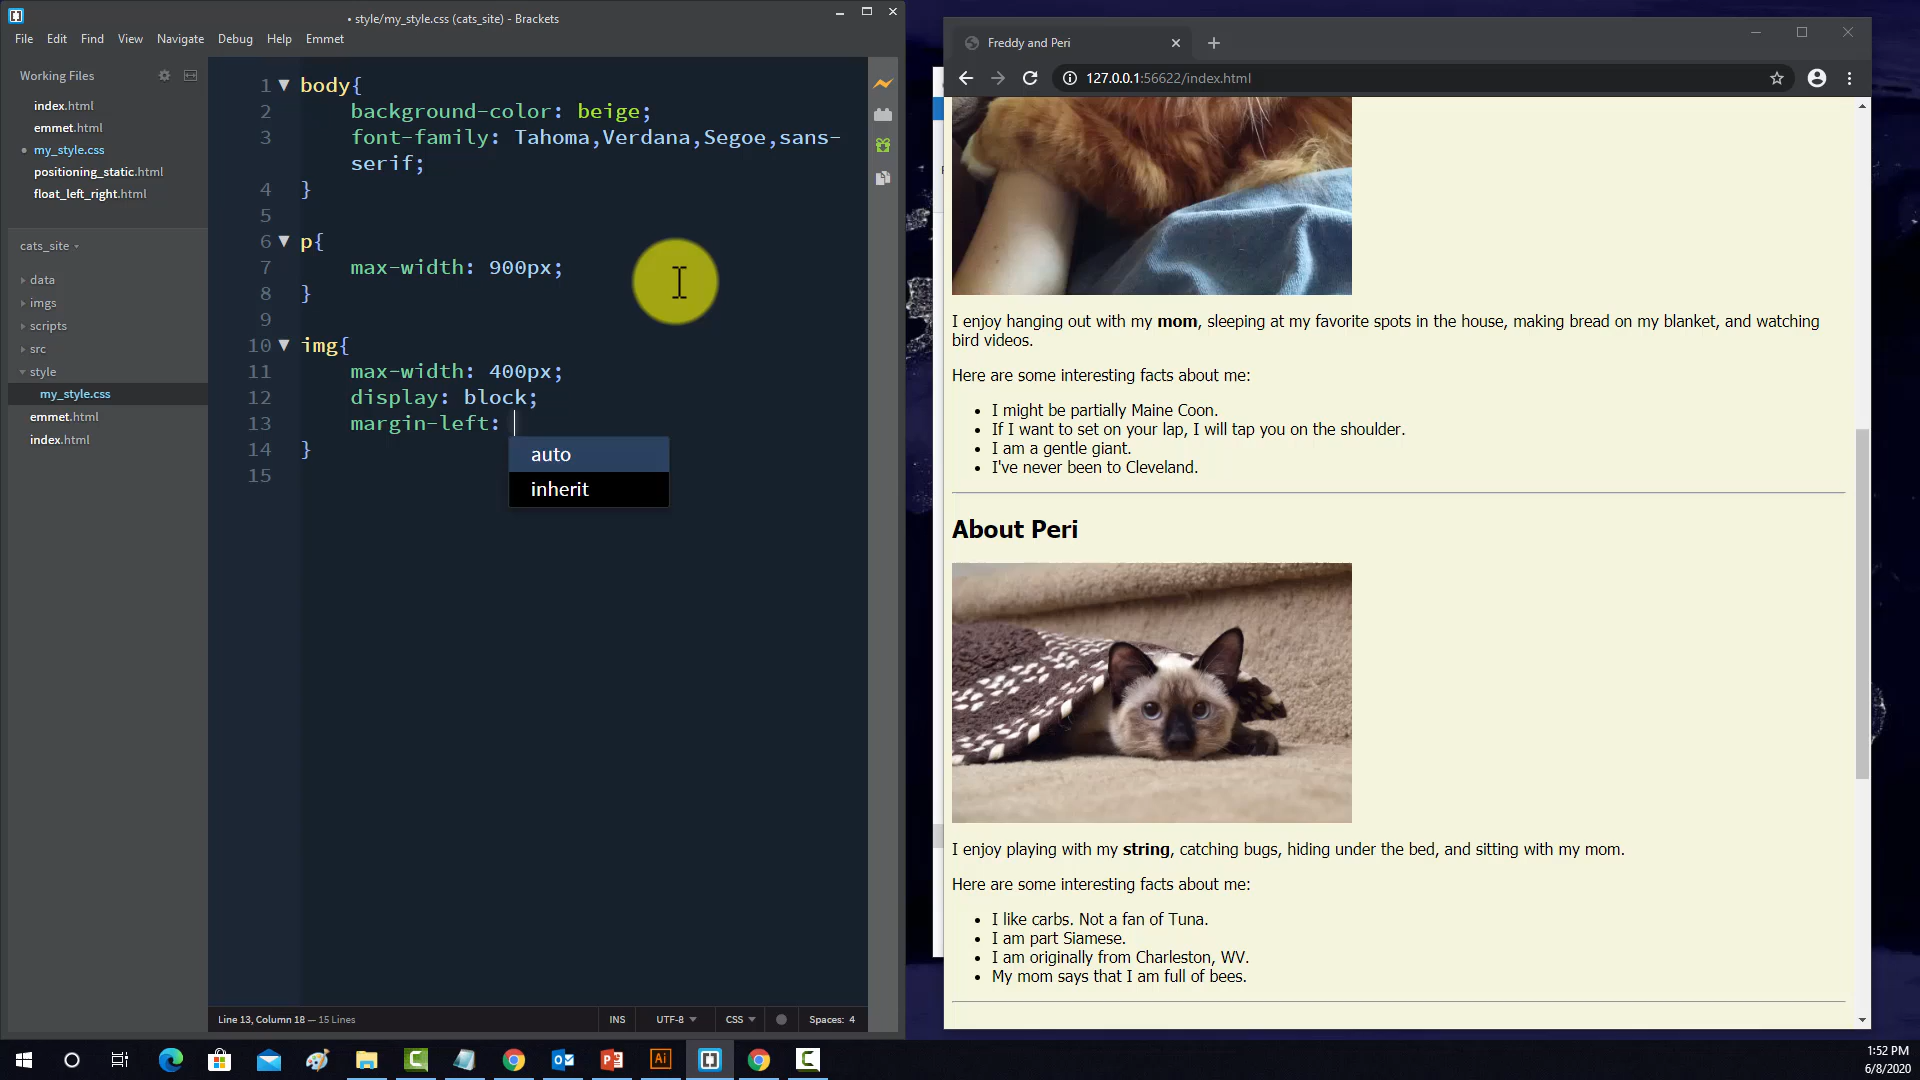 • style/my_style.css (cats_site) - Brackets
File Edit Find View Navigate Debug Help Emmet
Working Files
index.html
emmet.html
• my_style.css
positioning_static.html
float_left_right.html
cats_site
data
imgs
scripts
src
style
my_style.css
emmet.html
index.html
1 body{
2 background-color: beige;
3 font-family: Tahoma,Verdana,Segoe,sans-
serif;
4 }
5
6 p{
7 max-width: 900px;
8 }
9
10 img{
11 max-width: 400px;
12 display: block;
13 margin-left:
14 }
15
auto
inherit
Line 13, Column 18 — 15 Lines
INS UTF-8 CSS Spaces: 4
Freddy and Peri
127.0.0.1:56622/index.html
I enjoy hanging out with my mom, sleeping at my favorite spots in the house, making bread on my blanket, and watching
bird videos.
Here are some interesting facts about me:
• I might be partially Maine Coon.
• If I want to set on your lap, I will tap you on the shoulder.
• I am a gentle giant.
• I've never been to Cleveland.
About Peri
I enjoy playing with my string, catching bugs, hiding under the bed, and sitting with my mom.
Here are some interesting facts about me:
• I like carbs. Not a fan of Tuna.
• I am part Siamese.
• I am originally from Charleston, WV.
• My mom says that I am full of bees.
Ai
1:52 PM
6/8/2020